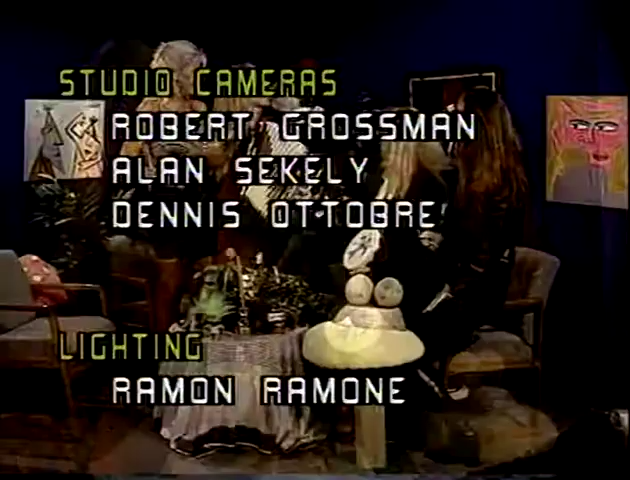 STUDIO CAMERAS
ROBERT GROSSMAN
ALAN SEKELY
DENNIS OTTOBRE
LIGHTING
RAMON RAMONE